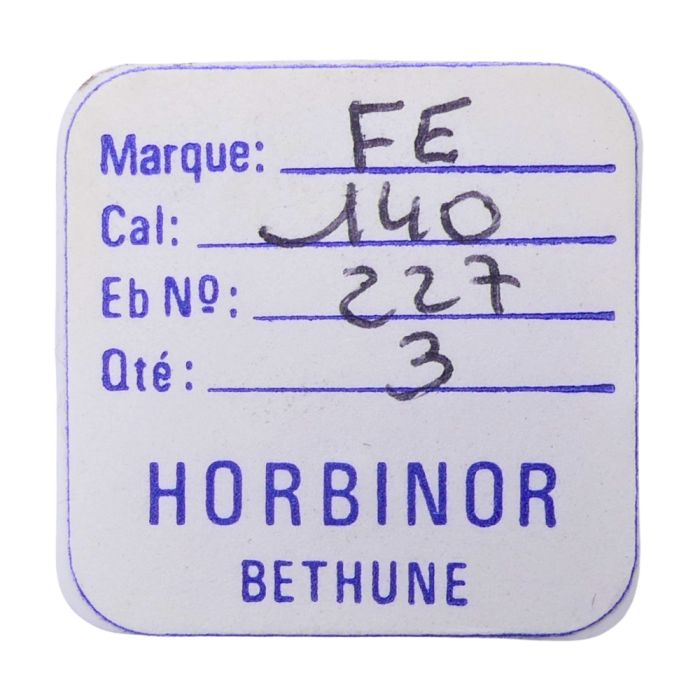 Marque: FE
Cal: 140
Eb Nº: 227
Qté: 3
HORBINOR
BETHUNE